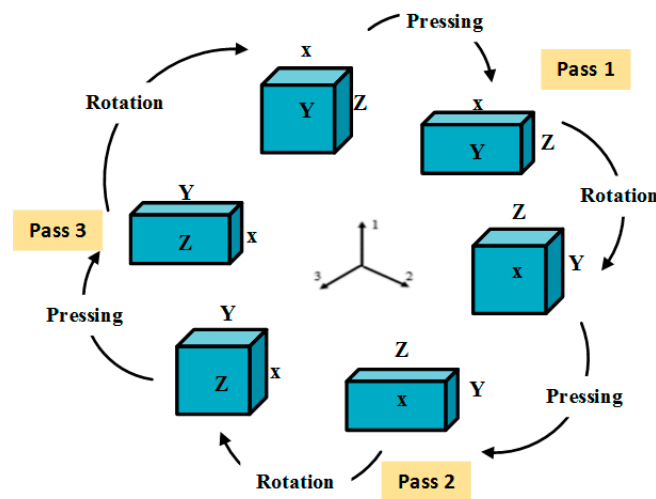 Pressing
x
Y
Z
Pass 1
x
Y
Z
Rotation
Rotation
Z
x
Y
Pressing
Z
x
Y
Pass 2
Rotation
Y
Z
x
Pressing
Pass 3
Y
Z
x
1
2
3